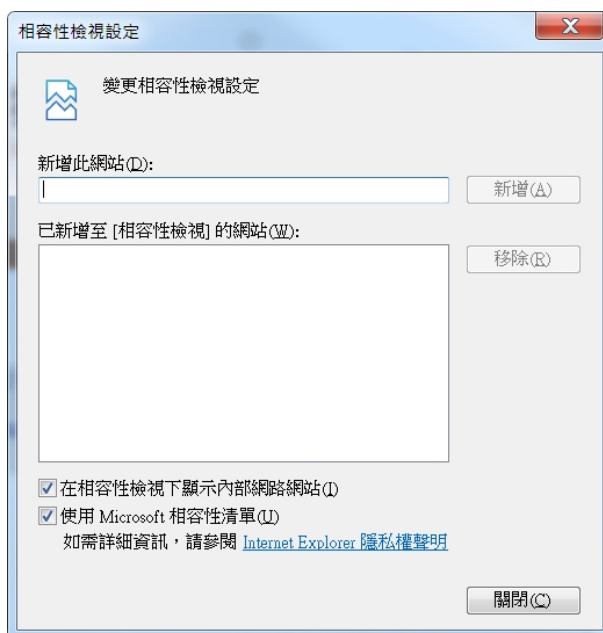 相容性檢視設定
變更相容性檢視設定
新增此網站(D):
新增(A)
已新增至 [相容性檢視] 的網站(W):
移除(R)
在相容性檢視下顯示內部網路網站(I)
使用 Microsoft 相容性清單(U)
如需詳細資訊，請參閱 Internet Explorer 隱私權聲明
關閉(C)